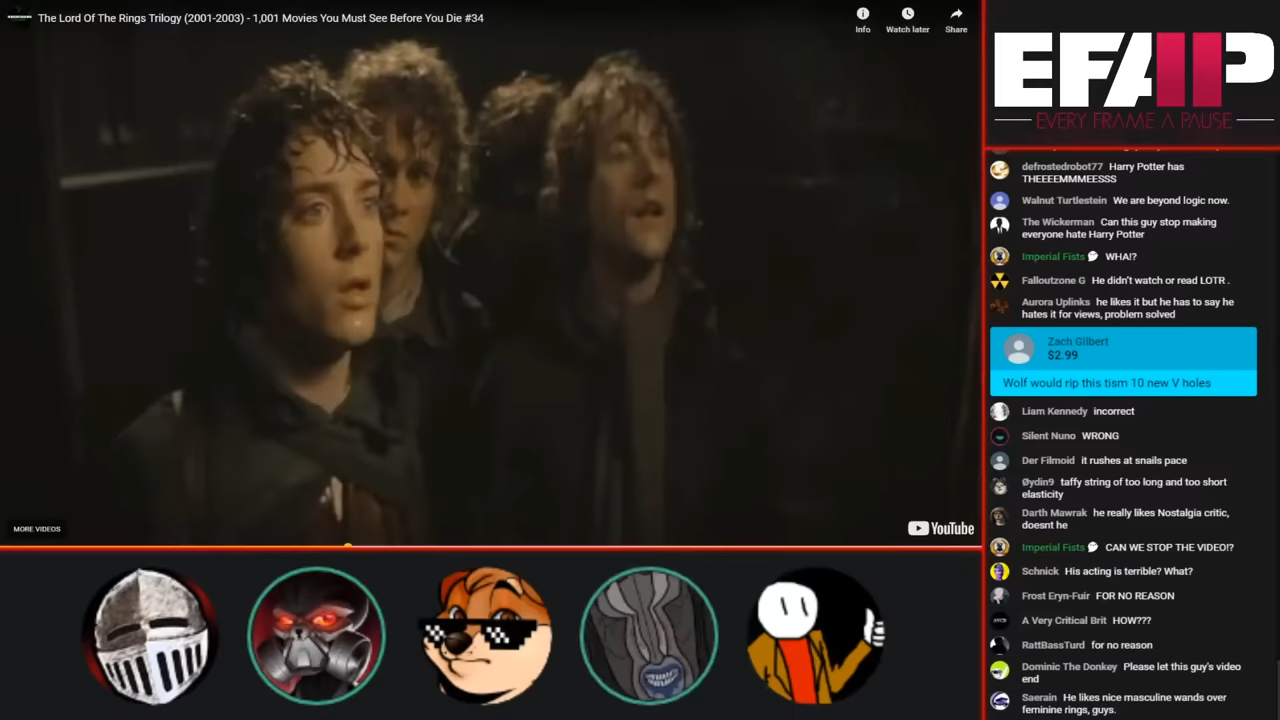 The Lord Of The Rings Trilogy (2001-2003) - 1,001 Movies You Must See Before You Die #34
Info
Watch later
Share
MORE VIDEOS
YouTube
EFAP
EVERY FRAME A PAUSE
defrostedrobot77 Harry Potter has
THEEEEMMMEESSS
Walnut Turtlestein We are beyond logic now.
The Wickerman Can this guy stop making
everyone hate Harry Potter
Imperial Fists WHA!?
Falloutzone G He didn't watch or read LOTR .
Aurora Uplinks he likes it but he has to say he
hates it for views, problem solved
Zach Gilbert
$2.99
Wolf would rip this tism 10 new V holes
Liam Kennedy incorrect
Silent Nuno WRONG
Der Filmoid it rushes at snails pace
Øydin9 taffy string of too long and too short
elasticity
Darth Mawrak he really likes Nostalgia critic,
doesnt he
Imperial Fists CAN WE STOP THE VIDEO!?
Schnick His acting is terrible? What?
Frost Eryn-Fuir FOR NO REASON
A Very Critical Brit HOW???
RattBassTurd for no reason
Dominic The Donkey Please let this guy's video
end
Saerain He likes nice masculine wands over
feminine rings, guys.